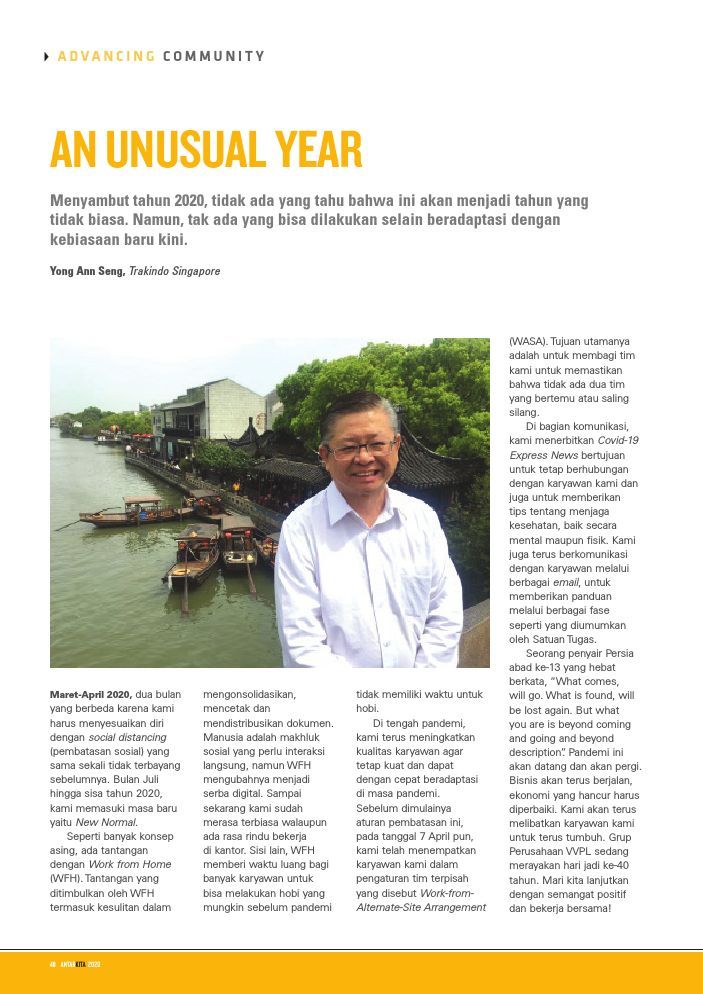 ADVANCING COMMUNITY
AN UNUSUAL YEAR
Menyambut tahun 2020, tidak ada yang tahu bahwa ini akan menjadi tahun yang
tidak biasa. Namun, tak ada yang bisa dilakukan selain beradaptasi dengan
kebiasaan baru kini.
Yong Ann Seng, Trakindo Singapore
Maret-April 2020, dua bulan
yang berbeda karena kami
harus menyesuaikan diri
dengan social distancing
(pembatasan sosial) yang
sama sekali tidak terbayang
sebelumnya. Bulan Juli
hingga sisa tahun 2020,
kami memasuki masa baru
yaitu New Normal.
Seperti banyak konsep
asing, ada tantangan
dengan Work from Home
(WFH). Tantangan yang
ditimbulkan oleh WFH
termasuk kesulitan dalam
mengonsolidasikan,
mencetak dan
mendistribusikan dokumen.
Manusia adalah makhluk
sosial yang perlu interaksi
langsung, namun WFH
mengubahnya menjadi
serba digital. Sampai
sekarang kami sudah
merasa terbiasa walaupun
ada rasa rindu bekerja
di kantor. Sisi lain, WFH
memberi waktu luang bagi
banyak karyawan untuk
bisa melakukan hobi yang
mungkin sebelum pandemi
tidak memiliki waktu untuk
hobi.
Di tengah pandemi,
kami terus meningkatkan
kualitas karyawan agar
tetap kuat dan dapat
dengan cepat beradaptasi
di masa pandemi.
Sebelum dimulainya
aturan pembatasan ini,
pada tanggal 7 April pun,
kami telah menempatkan
karyawan kami dalam
pengaturan tim terpisah
yang disebut Work-from-
Alternate-Site Arrangement
(WASA). Tujuan utamanya
adalah untuk membagi tim
kami untuk memastikan
bahwa tidak ada dua tim
yang bertemu atau saling
silang.
Di bagian komunikasi,
kami menerbitkan Covid-19
Express News bertujuan
untuk tetap berhubungan
dengan karyawan kami dan
juga untuk memberikan
tips tentang menjaga
kesehatan, baik secara
mental maupun fisik. Kami
juga terus berkomunikasi
dengan karyawan melalui
berbagai email, untuk
memberikan panduan
melalui berbagai fase
seperti yang diumumkan
oleh Satuan Tugas.
Seorang penyair Persia
abad ke-13 yang hebat
berkata, “What comes,
will go. What is found, will
be lost again. But what
you are is beyond coming
and going and beyond
description”. Pandemi ini
akan datang dan akan pergi.
Bisnis akan terus berjalan,
ekonomi yang hancur harus
diperbaiki. Kami akan terus
melibatkan karyawan kami
untuk terus tumbuh. Grup
Perusahaan VVPL sedang
merayakan hari jadi ke-40
tahun. Mari kita lanjutkan
dengan semangat positif
dan bekerja bersama!
48 ANTARKITA 2020